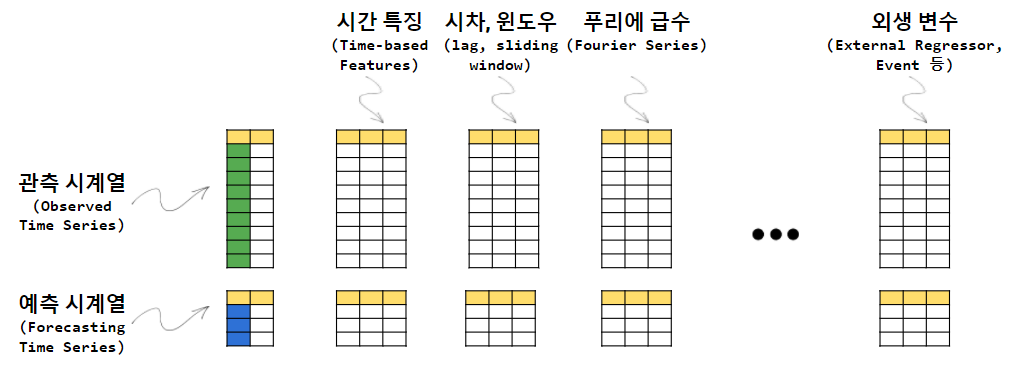 시간 특징
(Time-based
Features)
시차, 윈도우
(lag, sliding
window)
푸리에 급수
(Fourier Series)
외생 변수
(External Regressor,
Event 등)
관측 시계열
(Observed
Time Series)
예측 시계열
(Forecasting
Time Series)